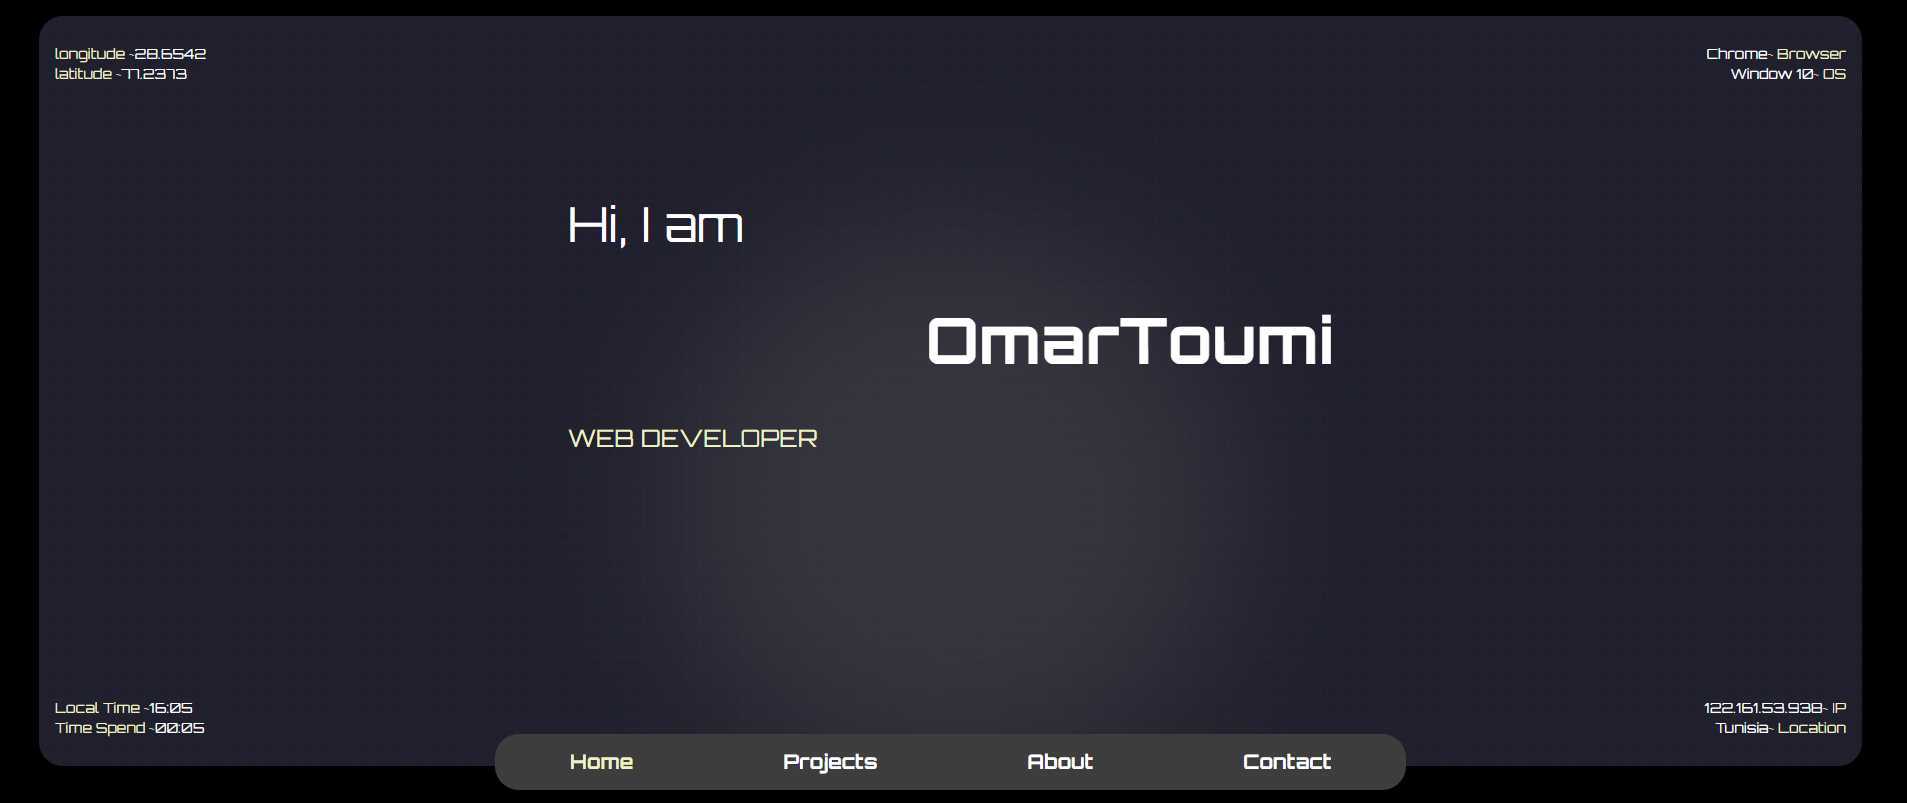 longitude ~28.6542
latitude ~77.2373
Chrome~ Browser
Window 10~ OS
Hi, I am
OmarToumi
WEB DEVELOPER
Local Time ~16:05
Time Spend ~00:05
122.161.53.938~ IP
Tunisia~ Location
Home Projects About Contact